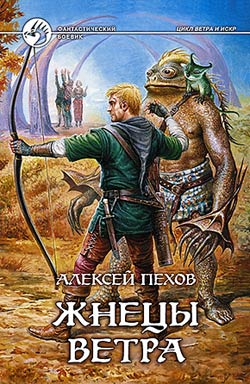 ФАНТАСТИЧЕСКИЙ
БОЕВИК
ЦИКЛ ВЕТРА И ИСКР
АЛЕКСЕЙ ПЕХОВ
ЖНЕЦЫ
ВЕТРА